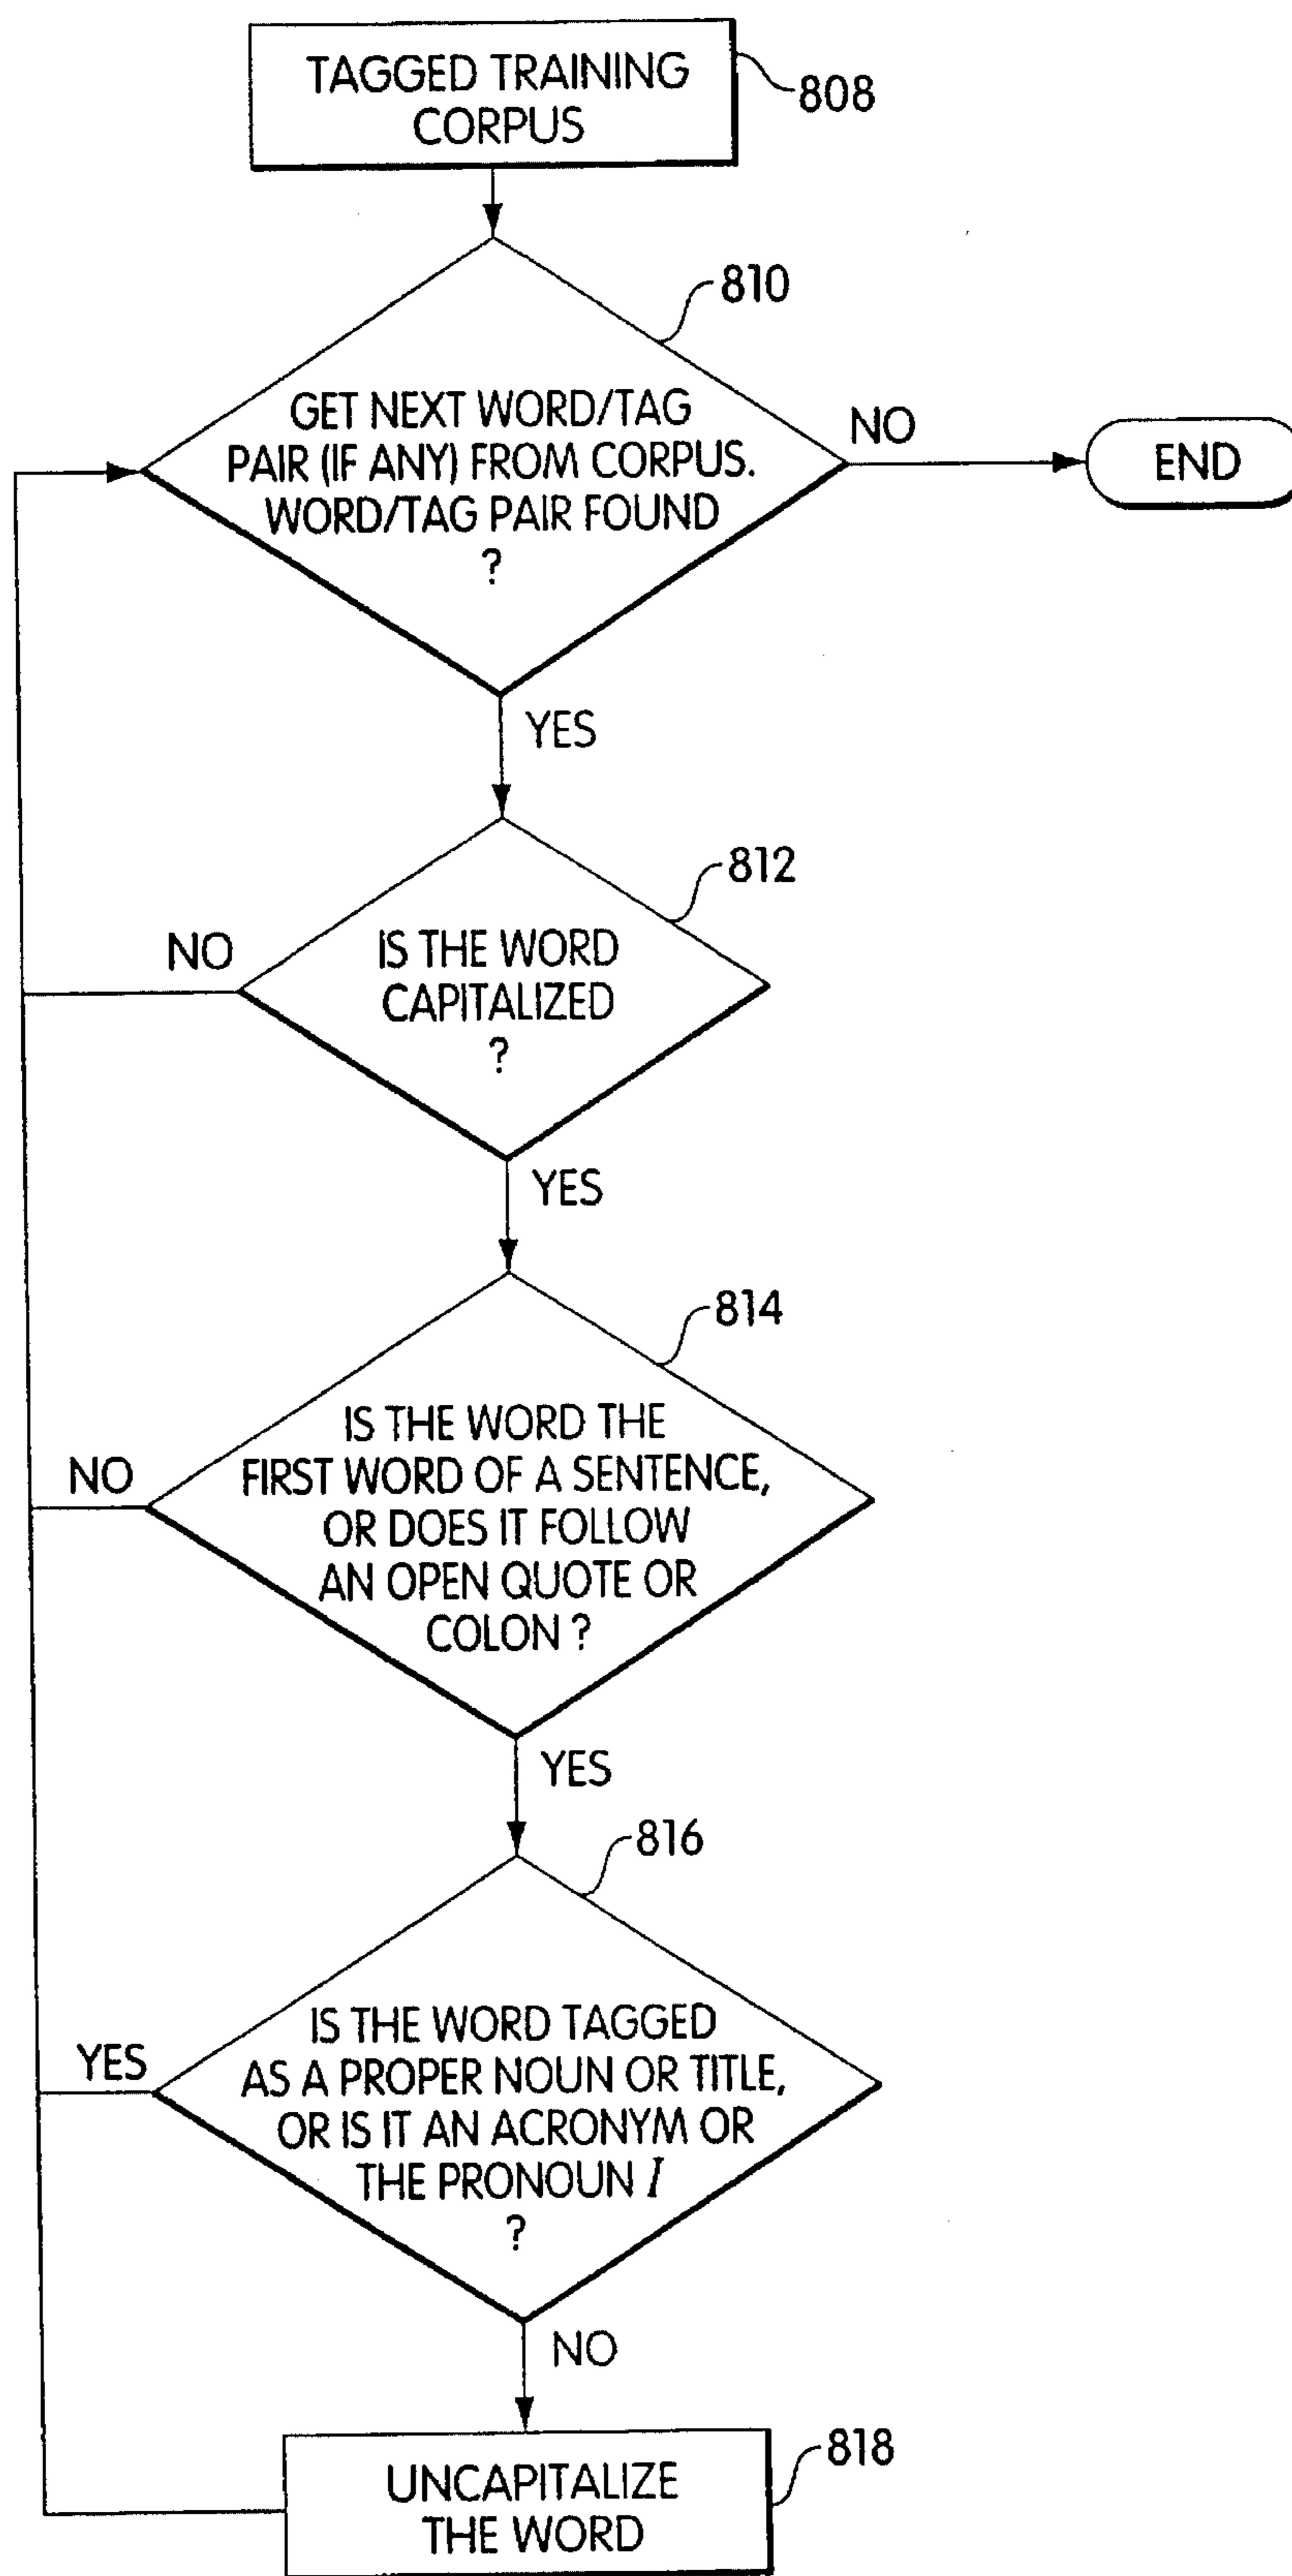 TAGGED TRAINING
CORPUS
808
810
GET NEXT WORD/TAG
PAIR (IF ANY) FROM CORPUS.
WORD/TAG PAIR FOUND
?
NO
END
YES
812
IS THE WORD
CAPITALIZED
?
NO
YES
814
IS THE WORD THE
FIRST WORD OF A SENTENCE,
OR DOES IT FOLLOW
AN OPEN QUOTE OR
COLON ?
NO
YES
816
IS THE WORD TAGGED
AS A PROPER NOUN OR TITLE,
OR IS IT AN ACRONYM OR
THE PRONOUN I
?
YES
NO
818
UNCAPITALIZE
THE WORD